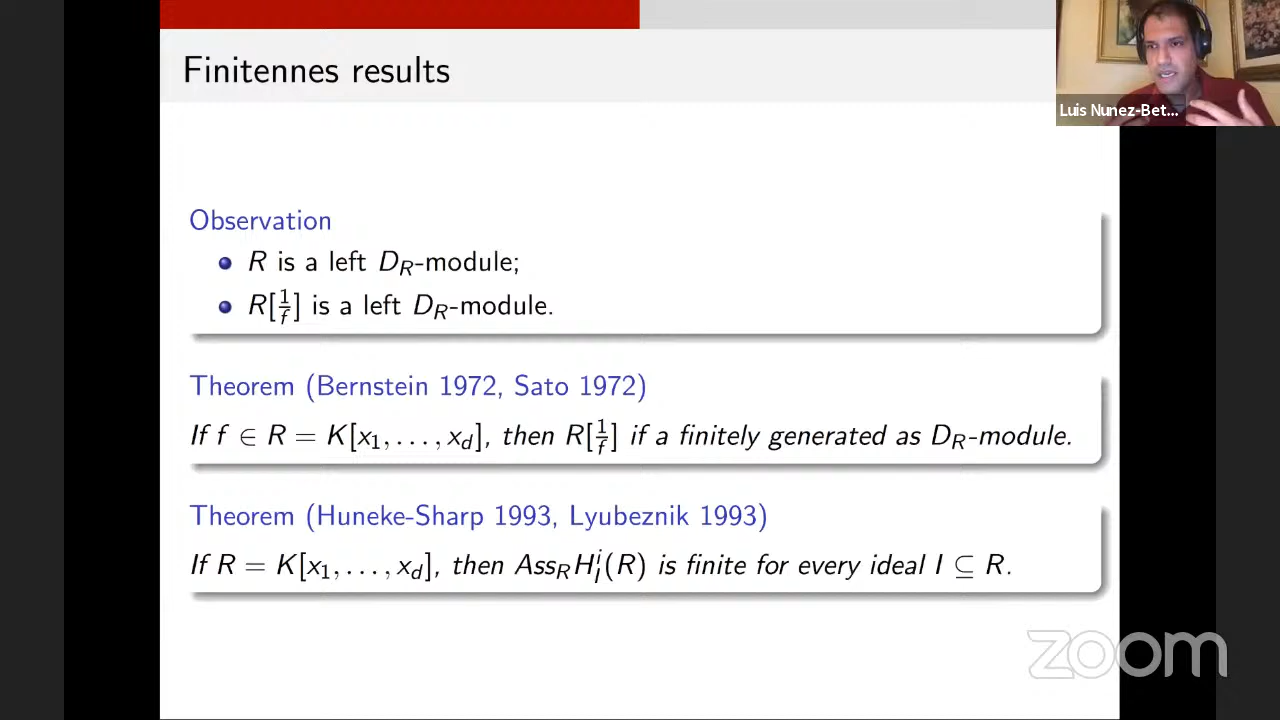 Finitennes results
Luis Nunez-Bet...
Observation
R is a left D_R-module;
R[1/f] is a left D_R-module.
Theorem (Bernstein 1972, Sato 1972)
If f ∈ R = K[x₁, . . . , x_d], then R[1/f] if a finitely generated as D_R-module.
Theorem (Huneke-Sharp 1993, Lyubeznik 1993)
If R = K[x₁, . . . , x_d], then Ass_R H^i_I(R) is finite for every ideal I ⊆ R.
zoom